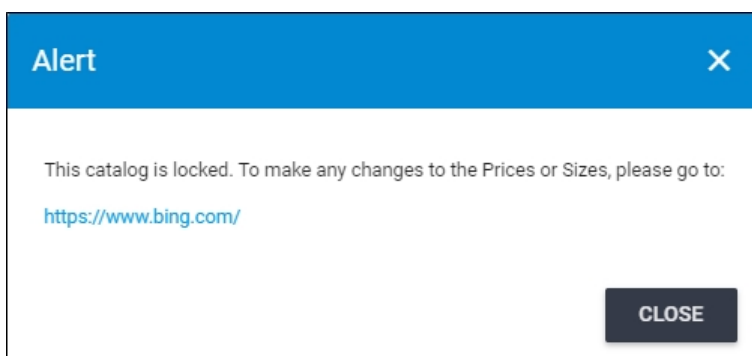 Alert
This catalog is locked. To make any changes to the Prices or Sizes, please go to:
https://www.bing.com/
CLOSE